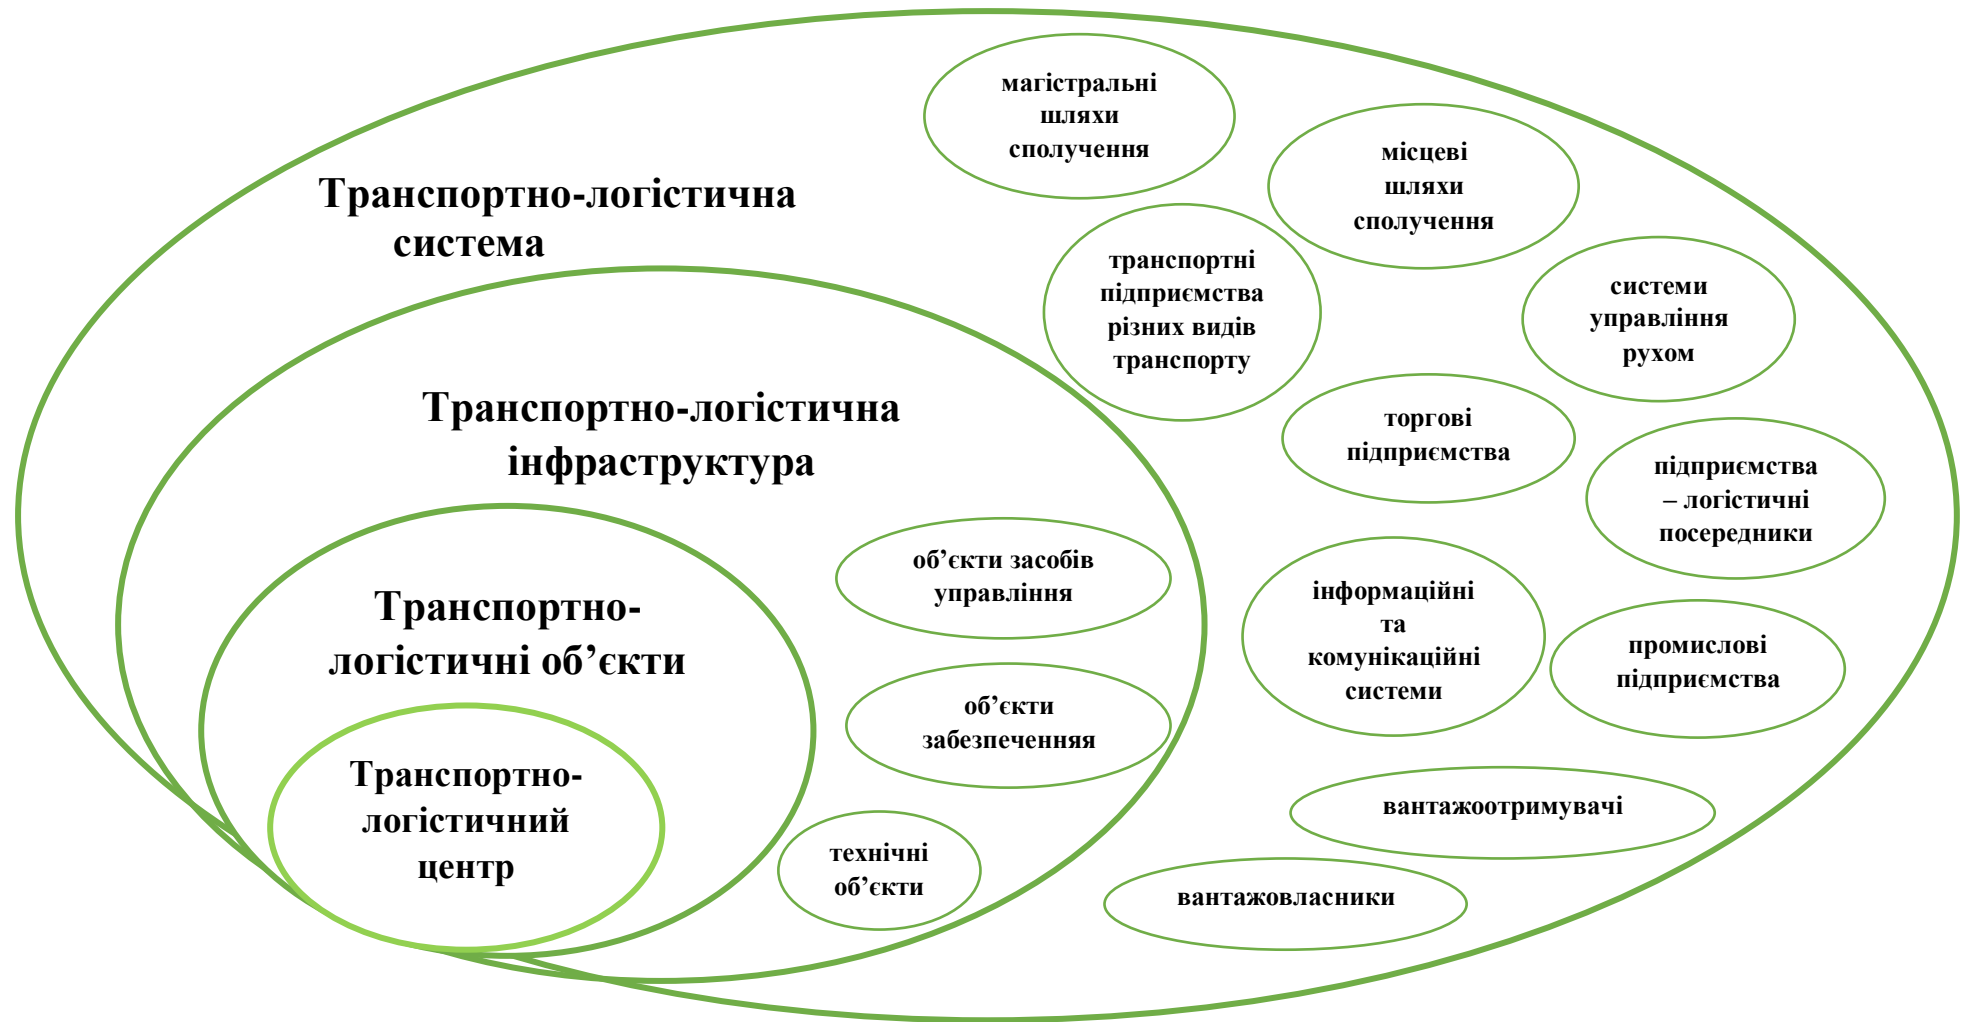 Транспортно-логістична
система
Транспортно-логістична
інфраструктура
Транспортно-
логістичні об’єкти
Транспортно-
логістичний
центр
об’єкти засобів
управління
об’єкти
забезпеченняя
технічні
об’єкти
магістральні
шляхи
сполучення
місцеві
шляхи
сполучення
транспортні
підприємства
різних видів
транспорту
системи
управління
рухом
торгові
підприємства
підприємства
– логістичні
посередники
інформаційні
та
комунікаційні
системи
промислові
підприємства
вантажоотримувачі
вантажовласники